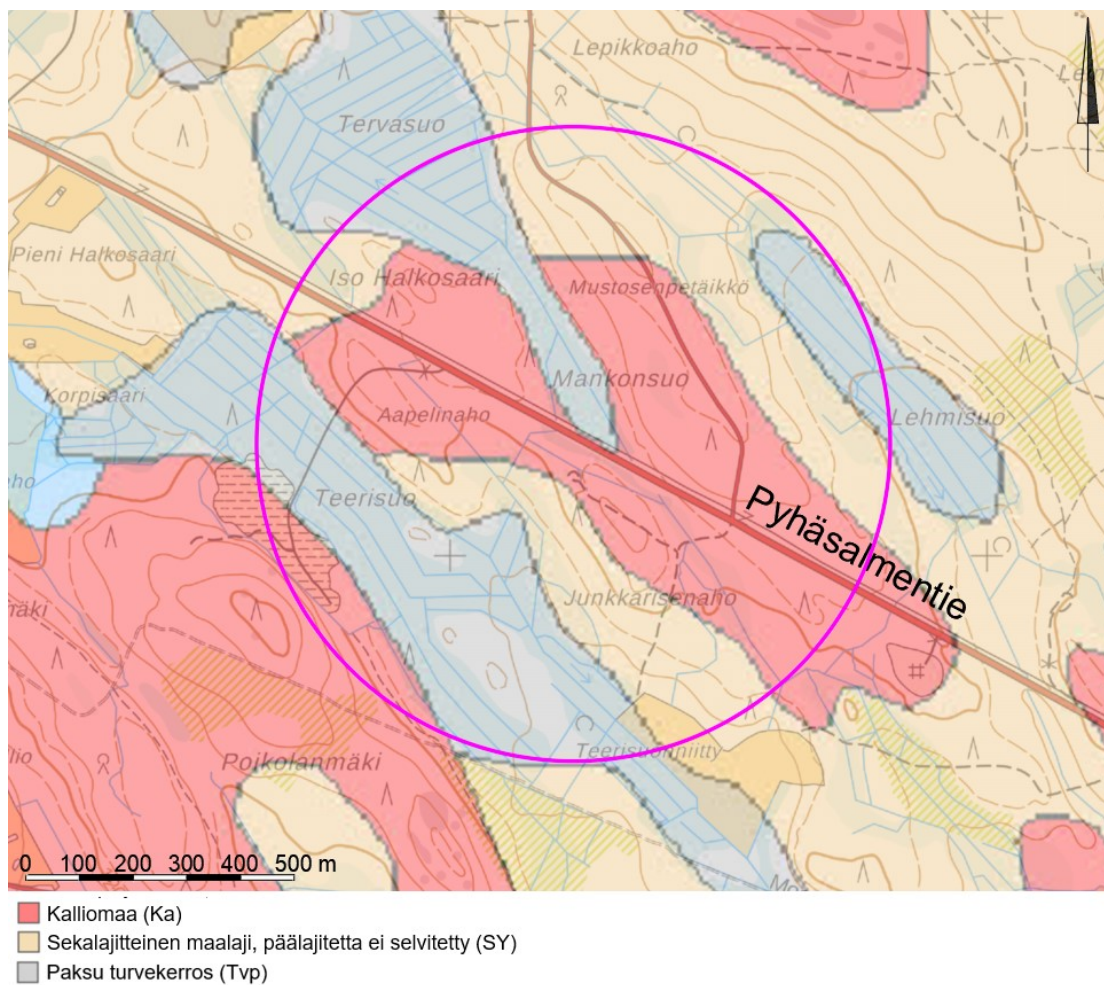 Lepikkoaho
Tervasuo
Pieni Halkosaari
Iso Halkosaari
Mustosenpetäikkö
Korpisaari
Aapelinaho
Mankonsuo
Lehmisuo
Teerisuo
Pyhäsalmentie
Junkkarisenaho
Poikolanmäki
Teerisuonniitty
0 100 200 300 400 500 m
Kalliomaa (Ka)
Sekalajitteinen maalaji, päälajitetta ei selvitetty (SY)
Paksu turvekerros (Tvp)